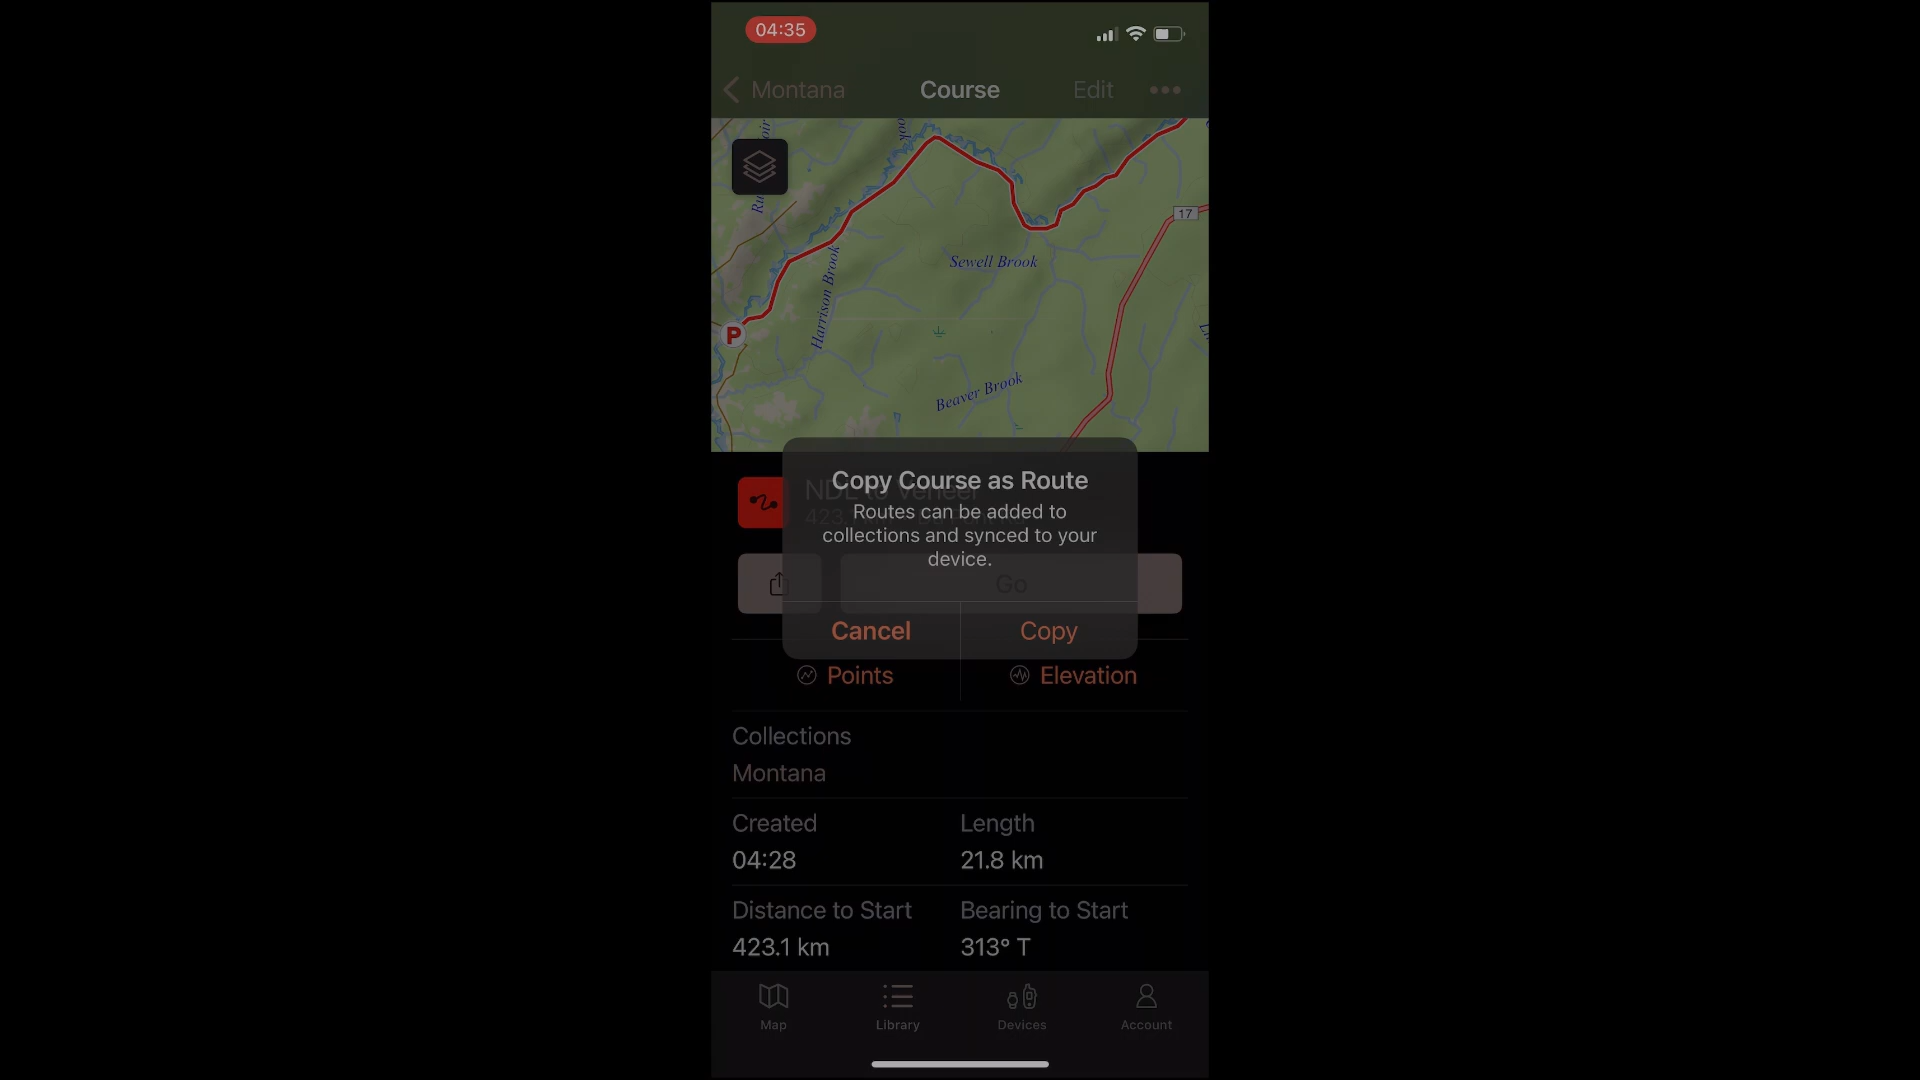 04:35
Montana
Course
Edit
17
Sewell Brook
Harrison Brook
P
Beaver Brook
Copy Course as Route
Routes can be added to
collections and synced to your
device.
Go
Cancel
Copy
Points
Elevation
Collections
Montana
Created
Length
04:28
21.8 km
Distance to Start
Bearing to Start
423.1 km
313° T
Map
Library
Devices
Account